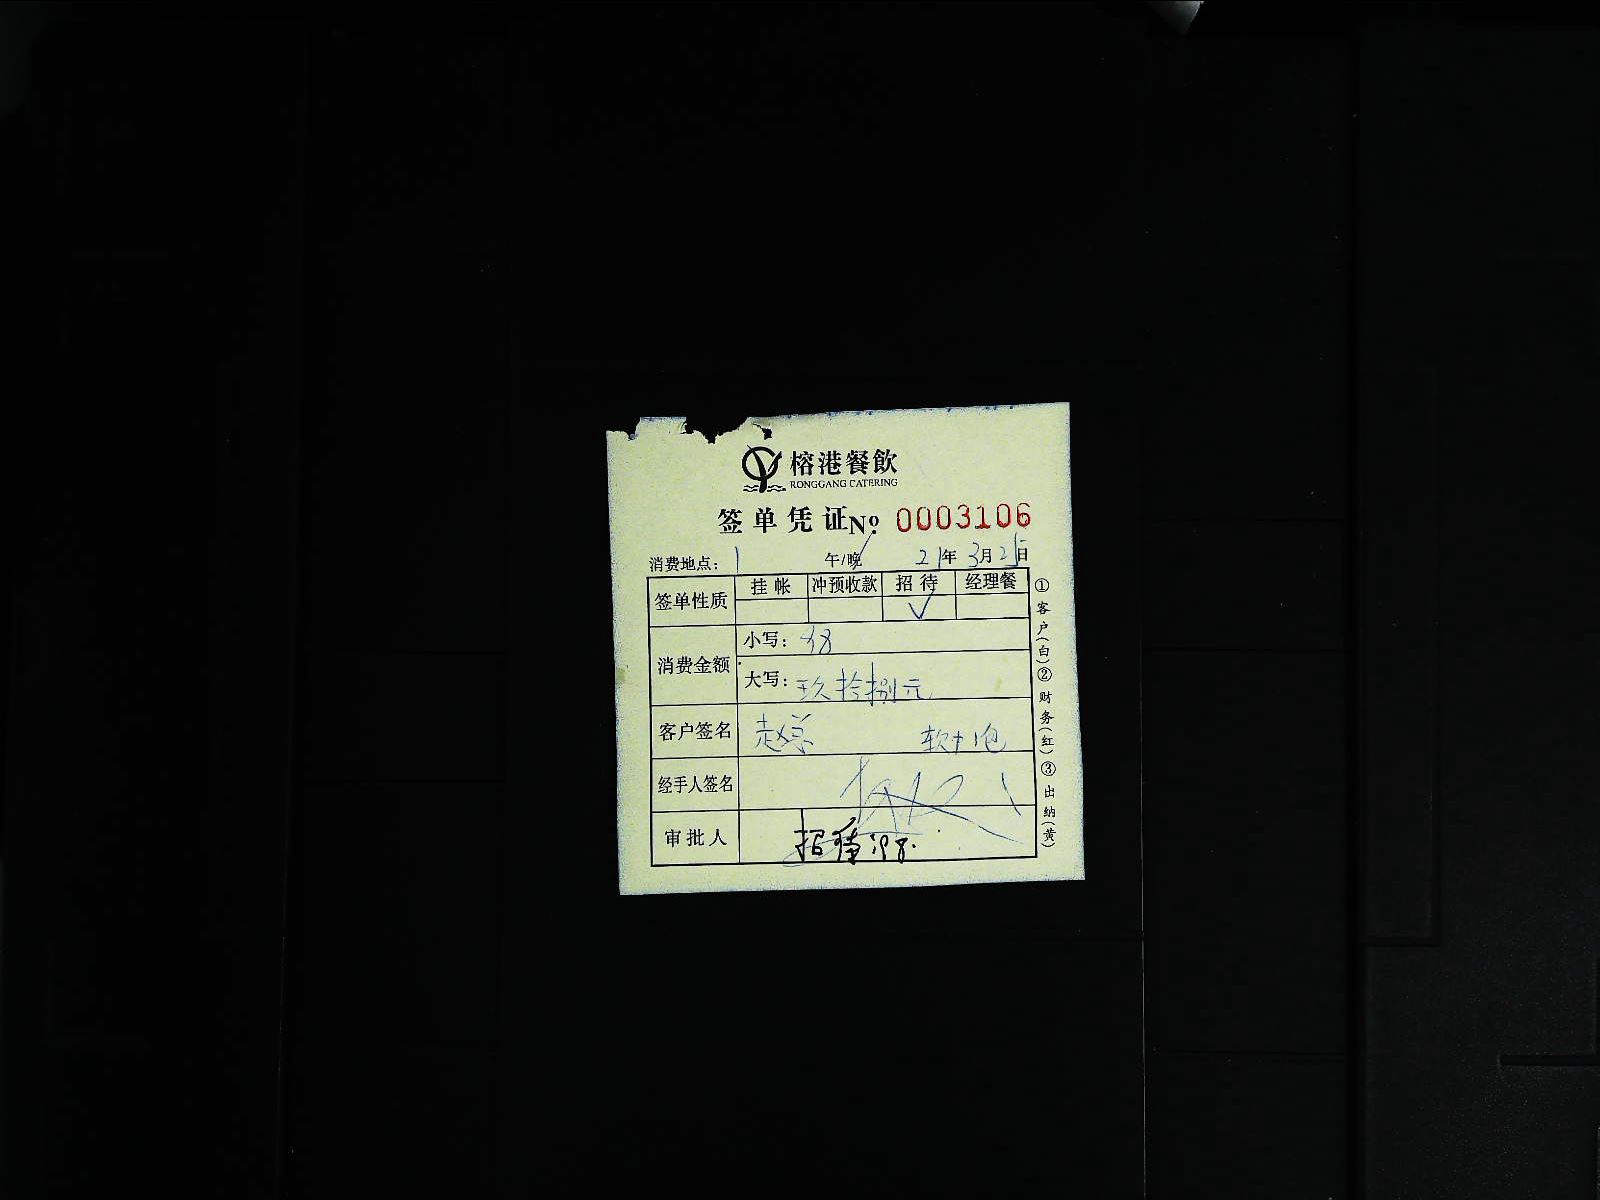 榕港餐飲
RONGGANG CATERING
签单凭证№ 0003106
消费地点： 午/晚 21年3月25日
签单性质 挂帐 冲预收款 招待 经理餐
√
消费金额 小写：98
大写：玖拾捌元
客户签名 赵总 软中1包
经手人签名
审批人 招待
①客户(白)②财务(红)③出纳(黄)